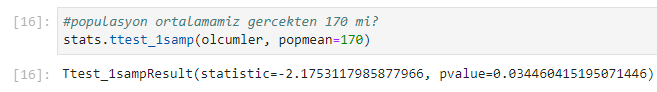 [16]: #populasyon ortalamamiz gercekten 170 mi?
stats.ttest_1samp(olcumler, popmean=170)
[16]: Ttest_1sampResult(statistic=-2.1753117985877966, pvalue=0.034460415195071446)